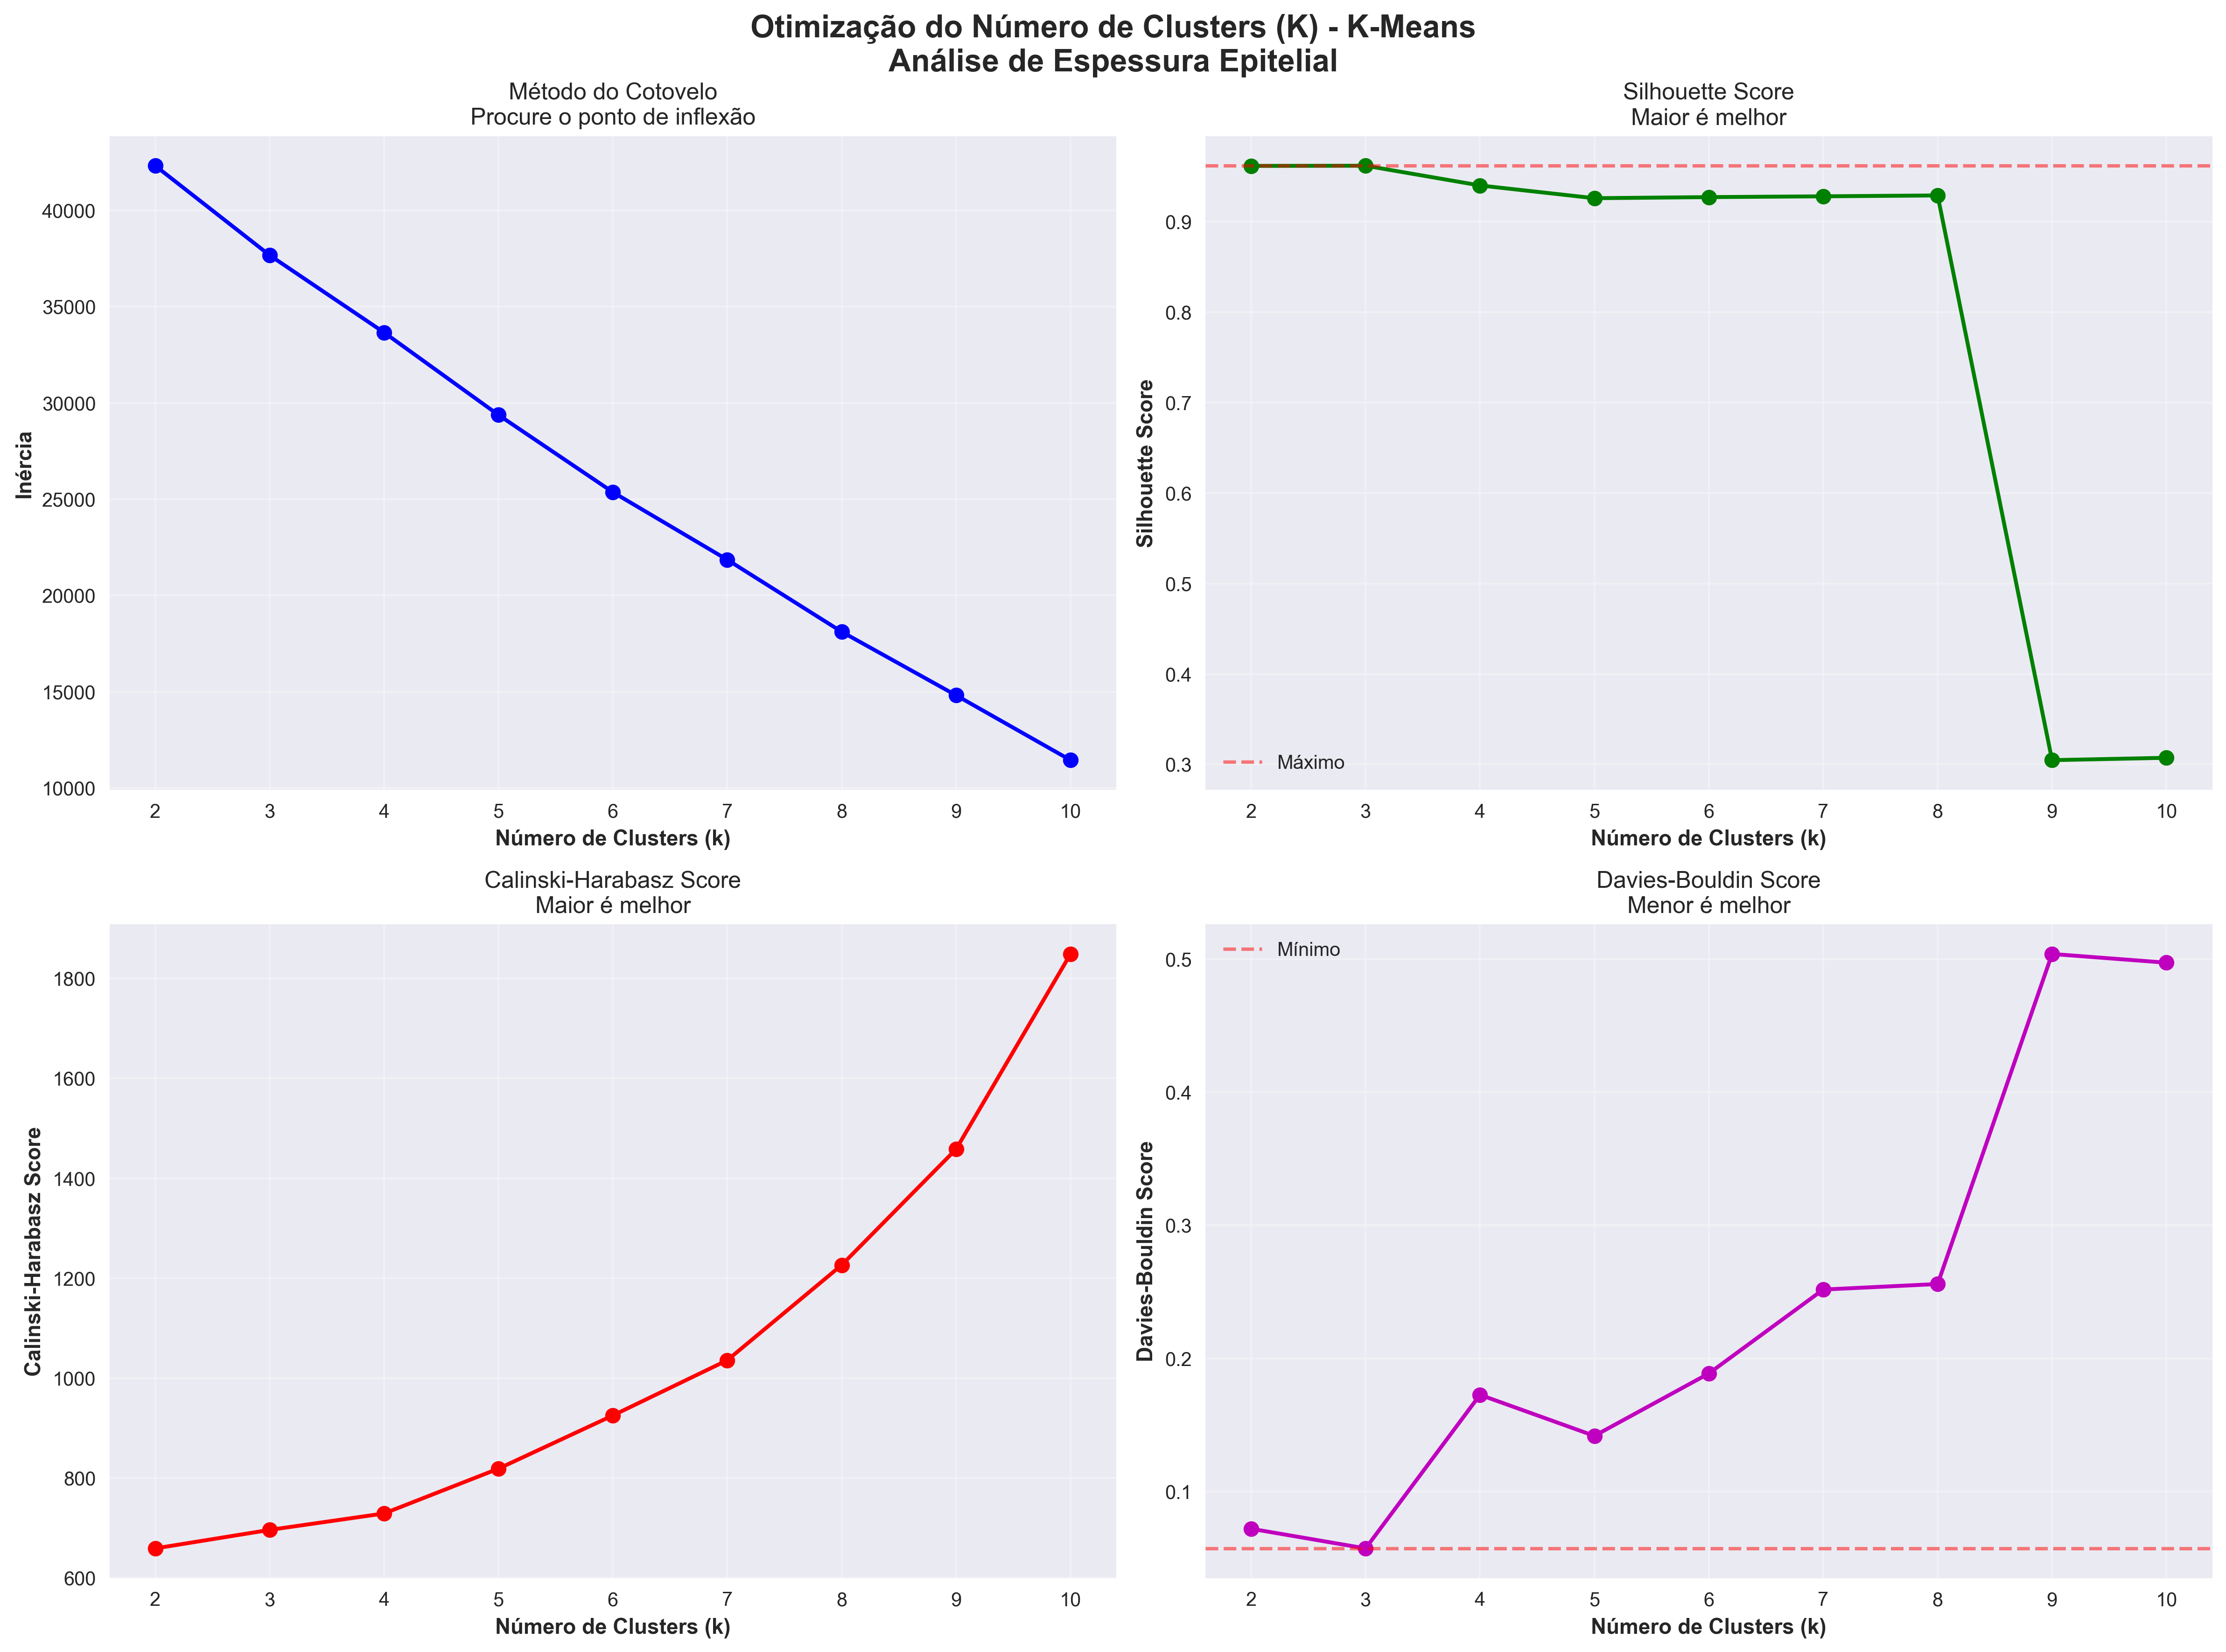 Otimização do Número de Clusters (K) - K-Means
Análise de Espessura Epitelial
Método do Cotovelo
Procure o ponto de inflexão
40000
35000
30000
25000
20000
15000
10000
Inércia
2 3 4 5 6 7 8 9 10
Número de Clusters (k)
Silhouette Score
Maior é melhor
0.9
0.8
0.7
0.6
0.5
0.4
0.3
Silhouette Score
Máximo
2 3 4 5 6 7 8 9 10
Número de Clusters (k)
Calinski-Harabasz Score
Maior é melhor
1800
1600
1400
1200
1000
800
600
Calinski-Harabasz Score
2 3 4 5 6 7 8 9 10
Número de Clusters (k)
Davies-Bouldin Score
Menor é melhor
Mínimo
0.5
0.4
0.3
0.2
0.1
Davies-Bouldin Score
2 3 4 5 6 7 8 9 10
Número de Clusters (k)